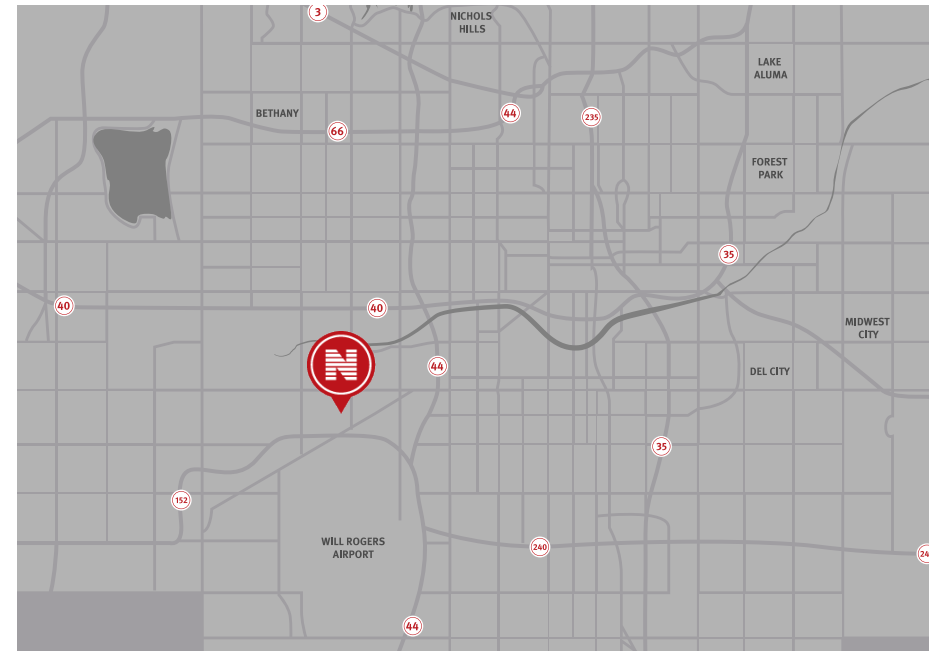 3
NICHOLS
HILLS
LAKE
ALUMA
BETHANY
44
235
66
FOREST
PARK
35
40
40
MIDWEST
CITY
N
44
DEL CITY
35
152
WILL ROGERS
AIRPORT
240
24
44